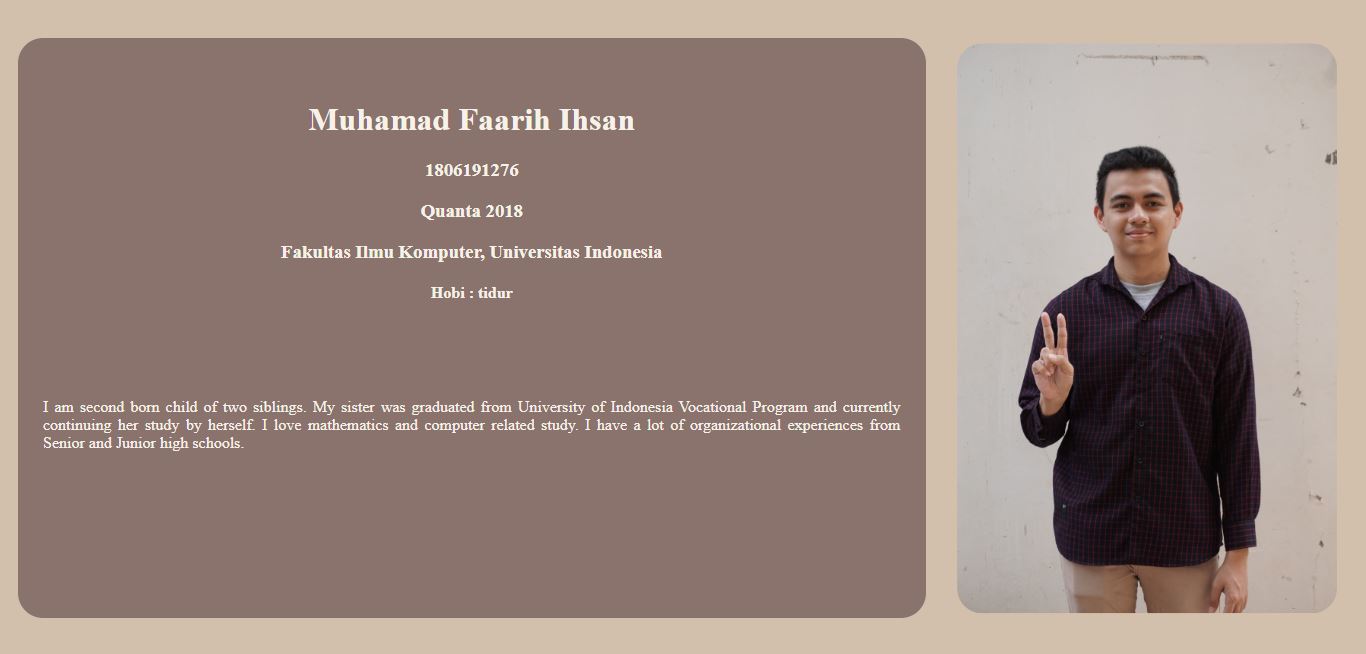 Muhamad Faarih Ihsan
1806191276
Quanta 2018
Fakultas Ilmu Komputer, Universitas Indonesia
Hobi : tidur
I am second born child of two siblings. My sister was graduated from University of Indonesia Vocational Program and currently
continuing her study by herself. I love mathematics and computer related study. I have a lot of organizational experiences from
Senior and Junior high schools.